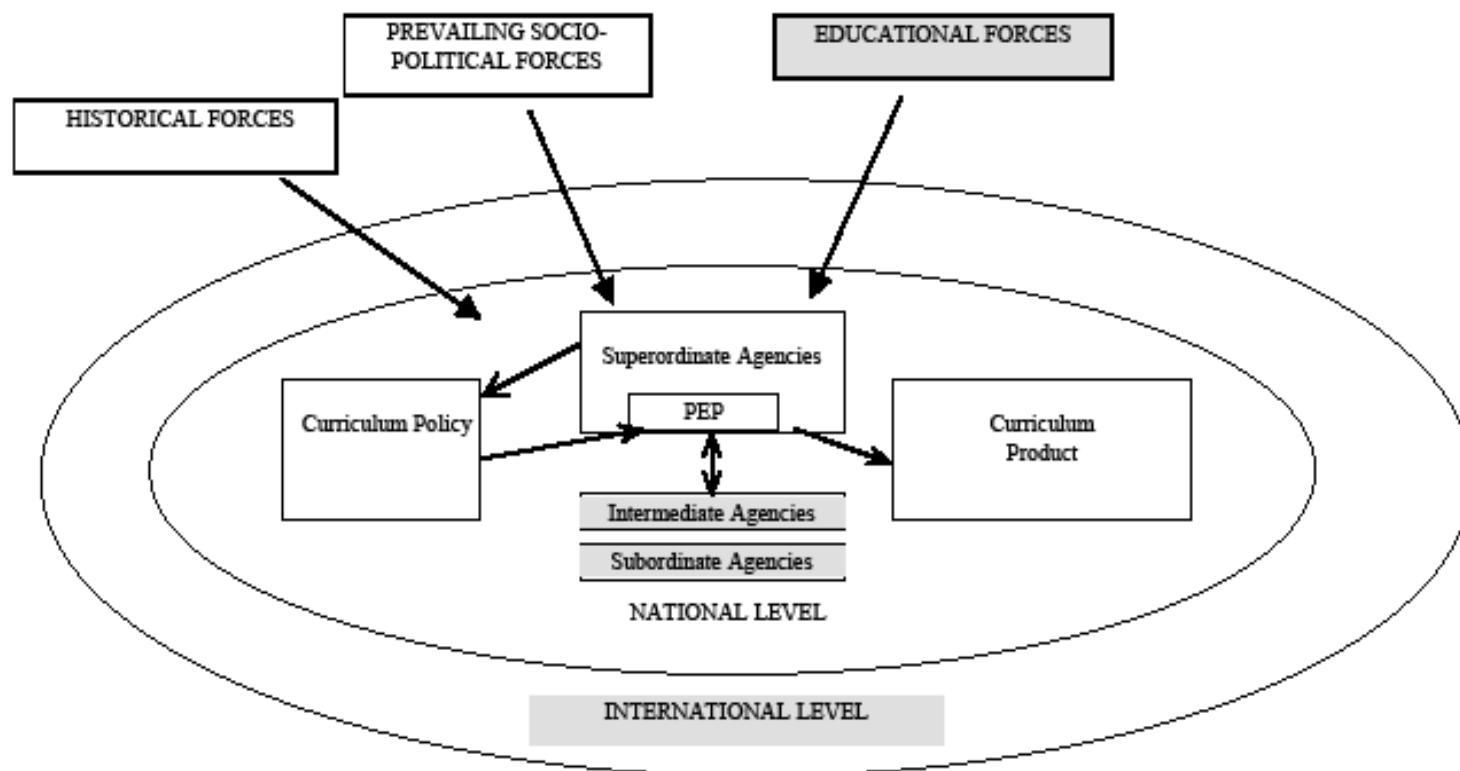 PREVAILING SOCIO-
POLITICAL FORCES
EDUCATIONAL FORCES
HISTORICAL FORCES
Superordinate Agencies
PEP
Curriculum Policy
Curriculum
Product
Intermediate Agencies
Subordinate Agencies
NATIONAL LEVEL
INTERNATIONAL LEVEL